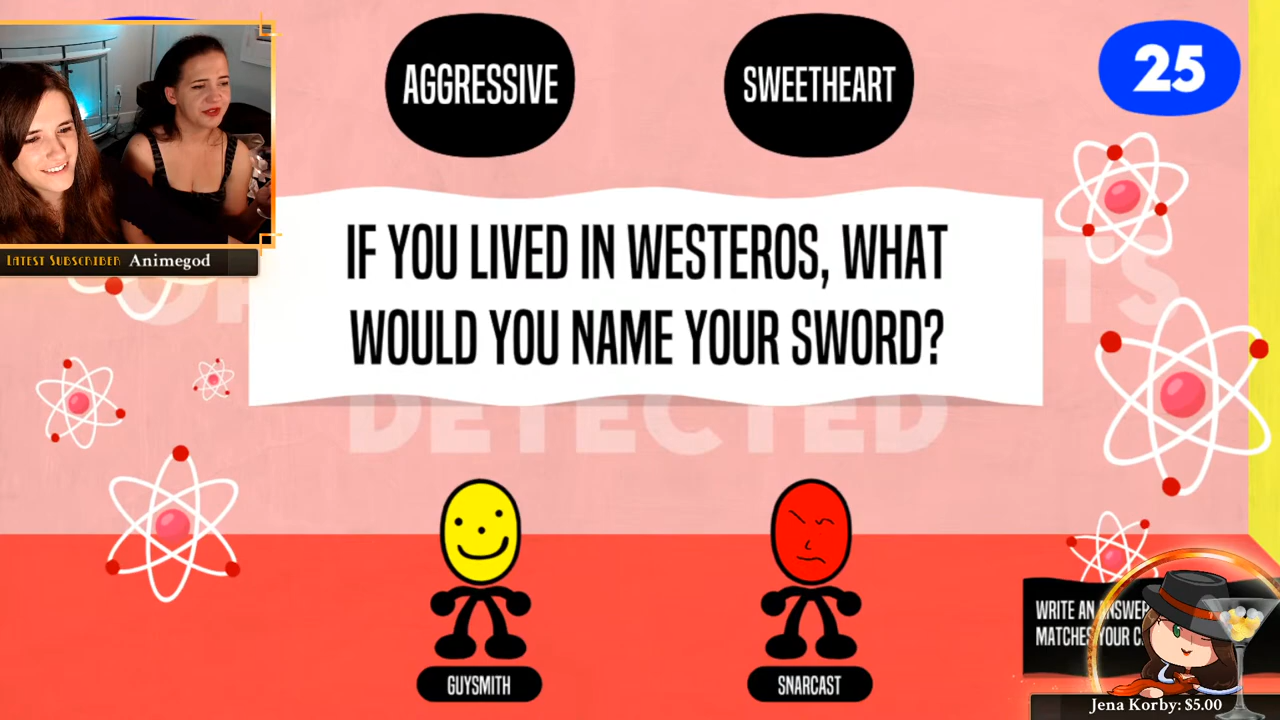 AGGRESSIVE
SWEETHEART
25
IF YOU LIVED IN WESTEROS, WHAT
WOULD YOU NAME YOUR SWORD?
LATEST SUBSCRIBER Animegod
DETECTED
GUYSMITH
SNARCAST
WRITE AN ANSWER
MATCHES YOUR C
Jena Korby: $5.00